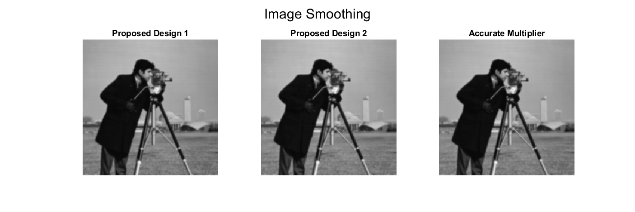 Image Smoothing
Proposed Design 1
Proposed Design 2
Accurate Multiplier